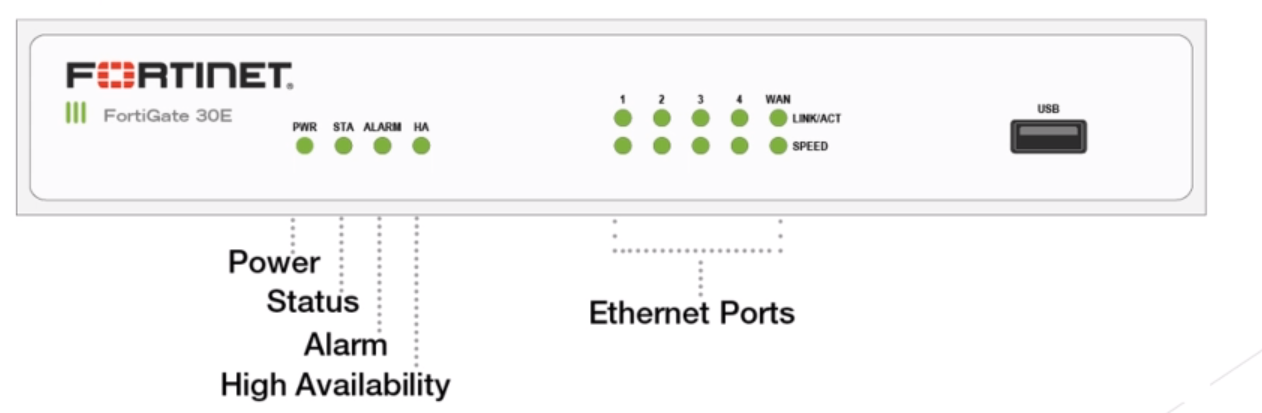 FORTINET®
FortiGate 30E
PWR STA ALARM HA
1 2 3 4 WAN
LINK/ACT
SPEED
USB
Power
Status
Alarm
High Availability
Ethernet Ports